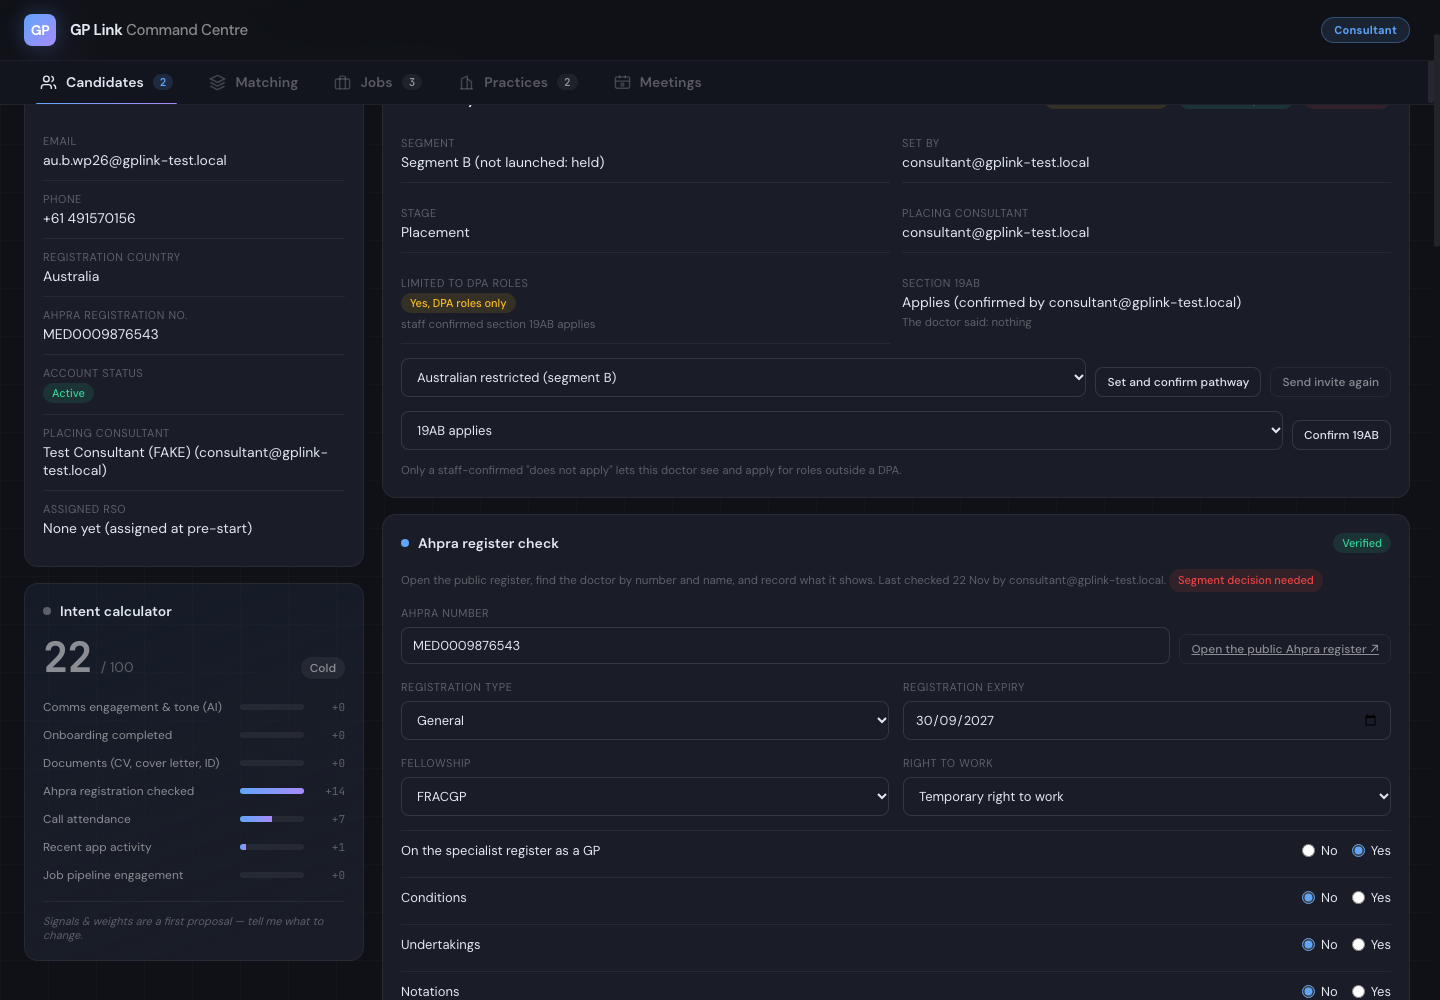 GP
GP Link Command Centre
Consultant
Candidates 2
Matching
Jobs 3
Practices 2
Meetings
EMAIL
au.b.wp26@gplink-test.local
PHONE
+61 491570156
REGISTRATION COUNTRY
Australia
AHPRA REGISTRATION NO.
MED0009876543
ACCOUNT STATUS
Active
PLACING CONSULTANT
Test Consultant (FAKE) (consultant@gplink-
test.local)
ASSIGNED RSO
None yet (assigned at pre-start)
Intent calculator
22 / 100
Cold
Comms engagement & tone (AI) +0
Onboarding completed +0
Documents (CV, cover letter, ID) +0
Ahpra registration checked +14
Call attendance +7
Recent app activity +1
Job pipeline engagement +0
Signals & weights are a first proposal — tell me what to
change.
SEGMENT
Segment B (not launched: held)
SET BY
consultant@gplink-test.local
STAGE
Placement
PLACING CONSULTANT
consultant@gplink-test.local
LIMITED TO DPA ROLES
Yes, DPA roles only
staff confirmed section 19AB applies
SECTION 19AB
Applies (confirmed by consultant@gplink-test.local)
The doctor said: nothing
Australian restricted (segment B)
Set and confirm pathway
Send invite again
19AB applies
Confirm 19AB
Only a staff-confirmed "does not apply" lets this doctor see and apply for roles outside a DPA.
Ahpra register check
Verified
Open the public register, find the doctor by number and name, and record what it shows. Last checked 22 Nov by consultant@gplink-test.local. Segment decision needed
AHPRA NUMBER
MED0009876543
Open the public Ahpra register ↗
REGISTRATION TYPE
General
REGISTRATION EXPIRY
30/09/2027
FELLOWSHIP
FRACGP
RIGHT TO WORK
Temporary right to work
On the specialist register as a GP No Yes
Conditions No Yes
Undertakings No Yes
Notations No Yes